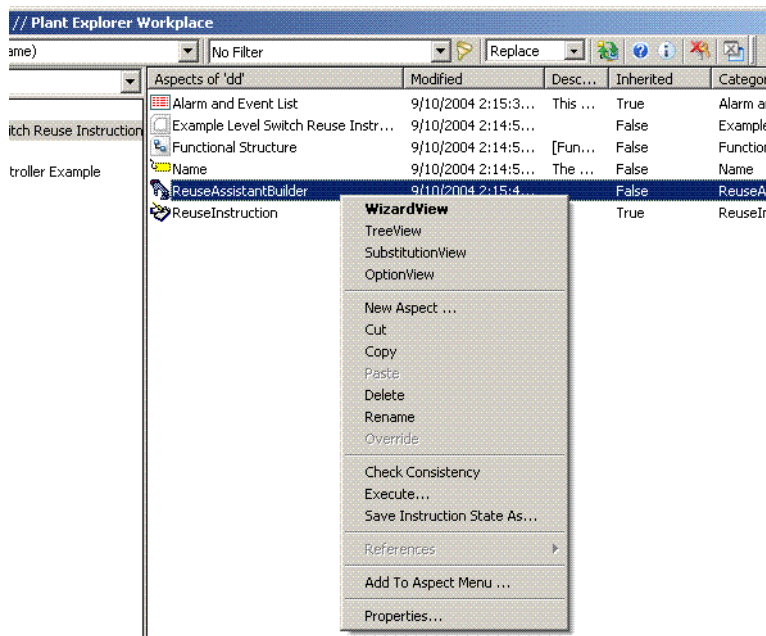 // Plant Explorer Workplace
ame) No Filter Replace
Aspects of 'dd' Modified Desc... Inherited Categor
Alarm and Event List 9/10/2004 2:15:3... This ... True Alarm a
Example Level Switch Reuse Instr... 9/10/2004 2:14:5... False Example
Functional Structure 9/10/2004 2:14:5... [Fun... False Functio
Name 9/10/2004 2:14:5... The ... False Name
ReuseAssistantBuilder 9/10/2004 2:15:4... False ReuseA
ReuseInstruction True ReuseIr
itch Reuse Instruction
troller Example
WizardView
TreeView
SubstitutionView
OptionView
New Aspect ...
Cut
Copy
Paste
Delete
Rename
Override
Check Consistency
Execute...
Save Instruction State As...
References
Add To Aspect Menu ...
Properties...